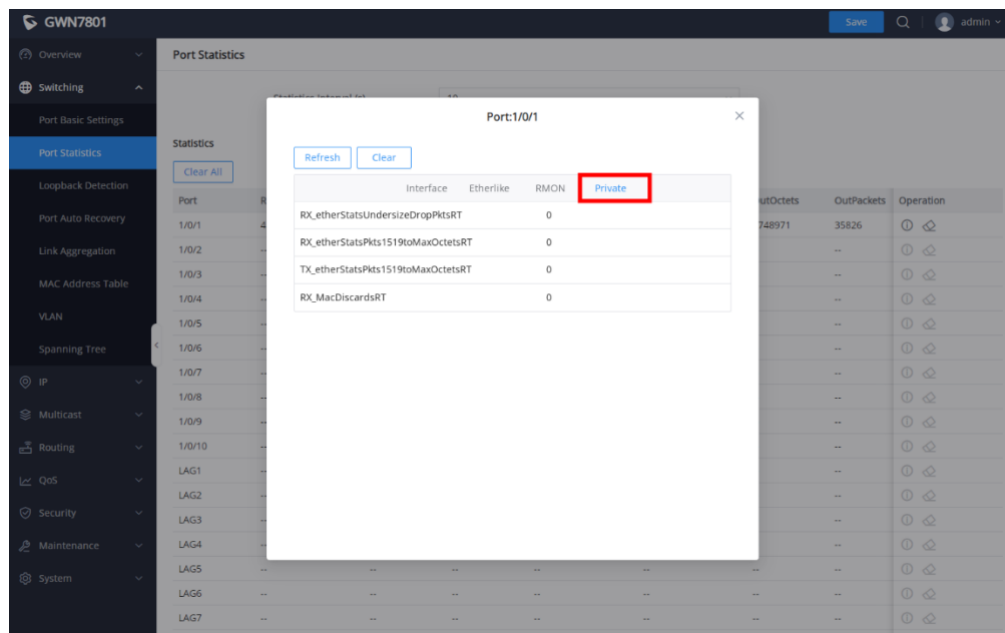 GWN7801
Save
admin
Overview
Port Statistics
Switching
Port Basic Settings
Port Statistics
Loopback Detection
Port Auto Recovery
Link Aggregation
MAC Address Table
VLAN
Spanning Tree
IP
Multicast
Routing
QoS
Security
Maintenance
System
Statistics
Clear All
Port:1/0/1
Refresh Clear
Interface Etherlike RMON Private
RX_etherStatsUndersizeDropPktsRT 0
RX_etherStatsPkts1519toMaxOctetsRT 0
TX_etherStatsPkts1519toMaxOctetsRT 0
RX_MacDiscardsRT 0
Port utOctets OutPackets Operation
1/0/1 748971 35826
1/0/2 -- --
1/0/3 -- --
1/0/4 -- --
1/0/5 -- --
1/0/6 -- --
1/0/7 -- --
1/0/8 -- --
1/0/9 -- --
1/0/10 -- --
LAG1 -- --
LAG2 -- --
LAG3 -- --
LAG4 -- --
LAG5 -- -- -- -- -- -- --
LAG6 -- -- -- -- -- -- --
LAG7 -- -- -- -- -- -- --